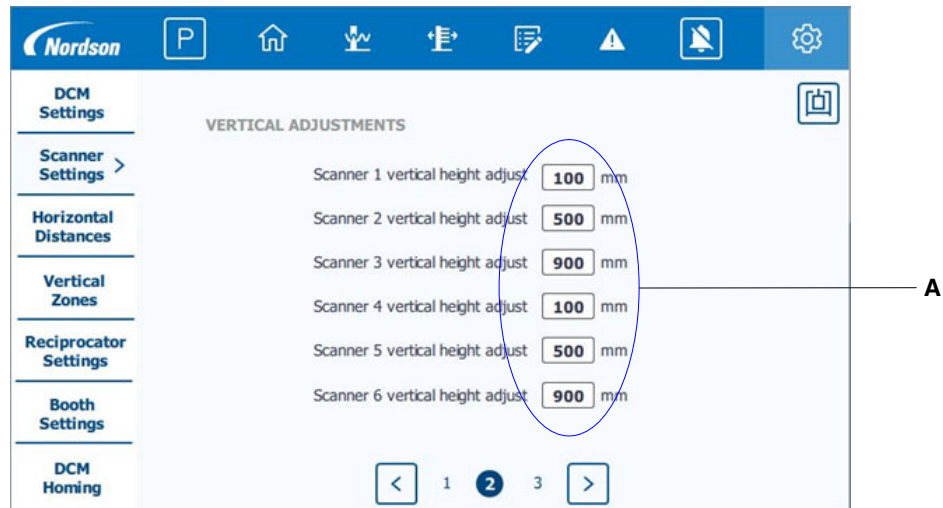 Nordson P
DCM
Settings
Scanner
Settings >
Horizontal
Distances
Vertical
Zones
Reciprocator
Settings
Booth
Settings
DCM
Homing
VERTICAL ADJUSTMENTS
Scanner 1 vertical height adjust 100 mm
Scanner 2 vertical height adjust 500 mm
Scanner 3 vertical height adjust 900 mm
Scanner 4 vertical height adjust 100 mm
Scanner 5 vertical height adjust 500 mm
Scanner 6 vertical height adjust 900 mm
< 1 2 3 >
A